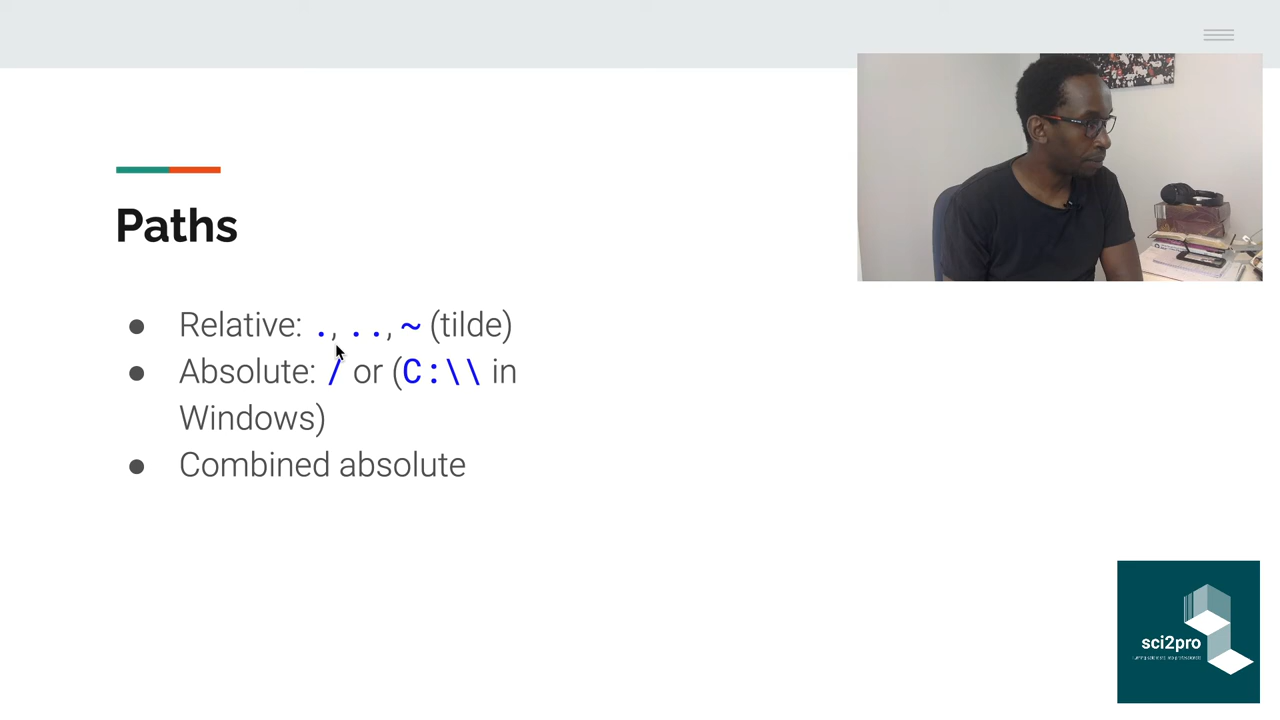 Paths
● Relative: ., .., ~ (tilde)
● Absolute: / or (C:\\ in
Windows)
● Combined absolute
sci2pro